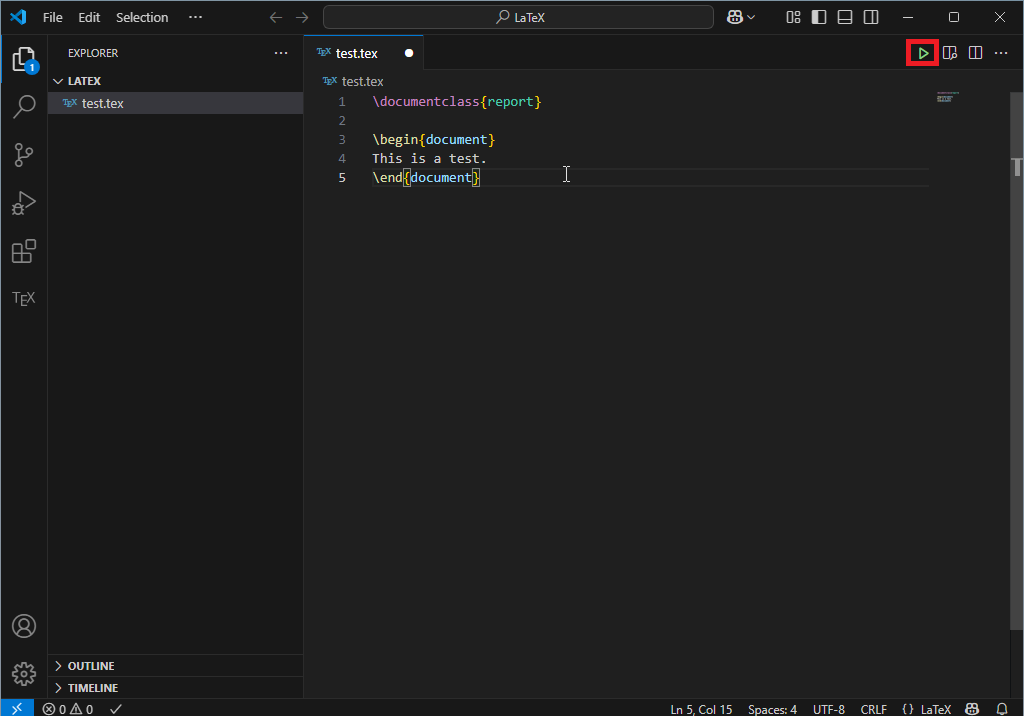 File Edit Selection ···
LaTeX
EXPLORER ···
1
LATEX
TEX test.tex
TEX
OUTLINE
TIMELINE
TEX test.tex
···
TEX test.tex
1 \documentclass{report}
2
3 \begin{document}
4 This is a test.
5 \end{document}
0 0
Ln 5, Col 15 Spaces: 4 UTF-8 CRLF {} LaTeX